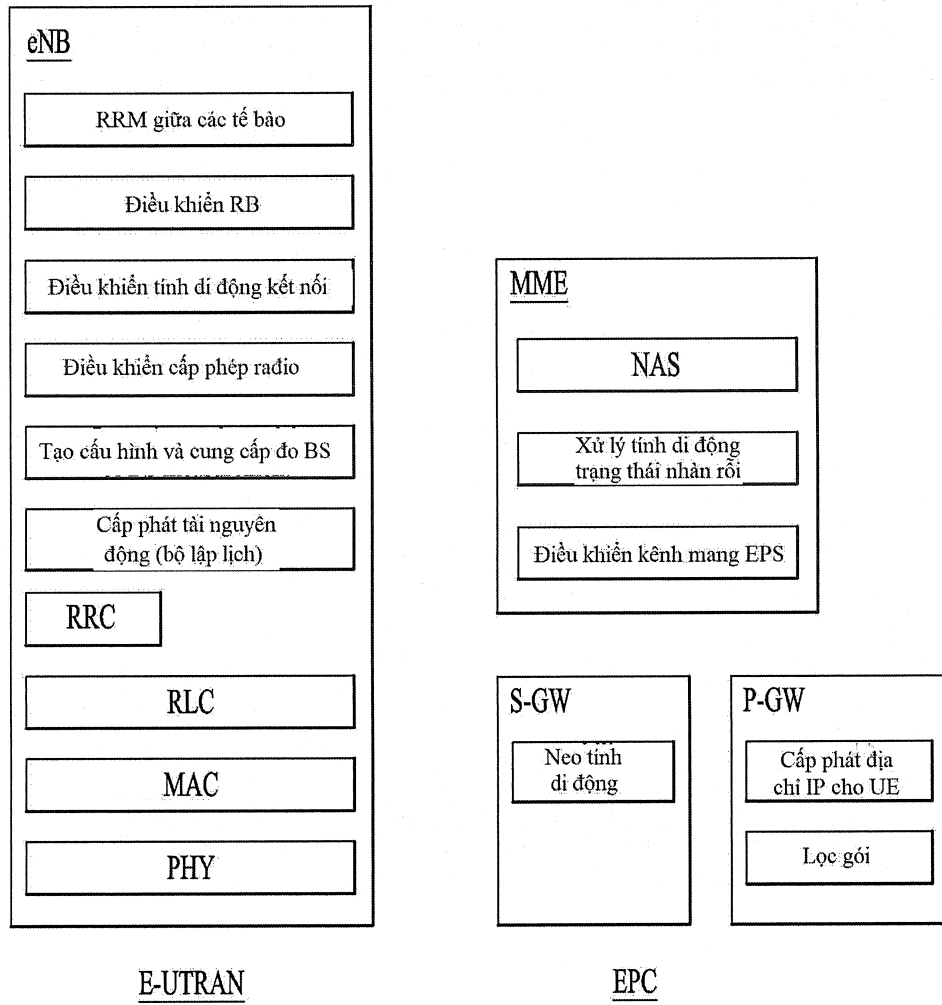 eNB
RRM giữa các tế bào
Điều khiển RB
Điều khiển tính di động kết nối
Điều khiển cấp phép rađio
Tạo cấu hình và cung cấp đo BS
Cấp phát tài nguyên
động (bộ lập lịch)
RRC
RLC
MAC
PHY
E-UTRAN
MME
NAS
Xử lý tính di động
trạng thái nhàn rỗi
Điều khiển kênh mang EPS
S-GW
Neo tính
di động
P-GW
Cấp phát địa
chỉ IP cho UE
Lọc gói
EPC